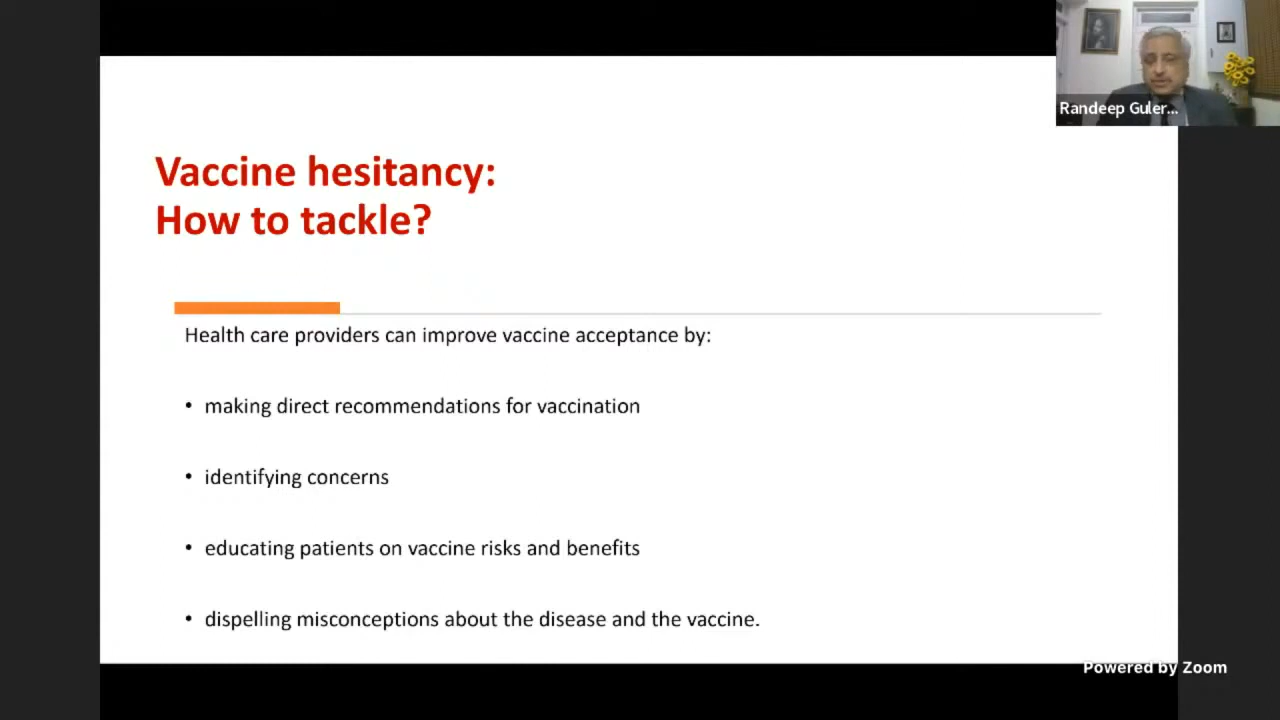 Randeep Guler...
Vaccine hesitancy:
How to tackle?
Health care providers can improve vaccine acceptance by:
• making direct recommendations for vaccination
• identifying concerns
• educating patients on vaccine risks and benefits
• dispelling misconceptions about the disease and the vaccine.
Powered by Zoom